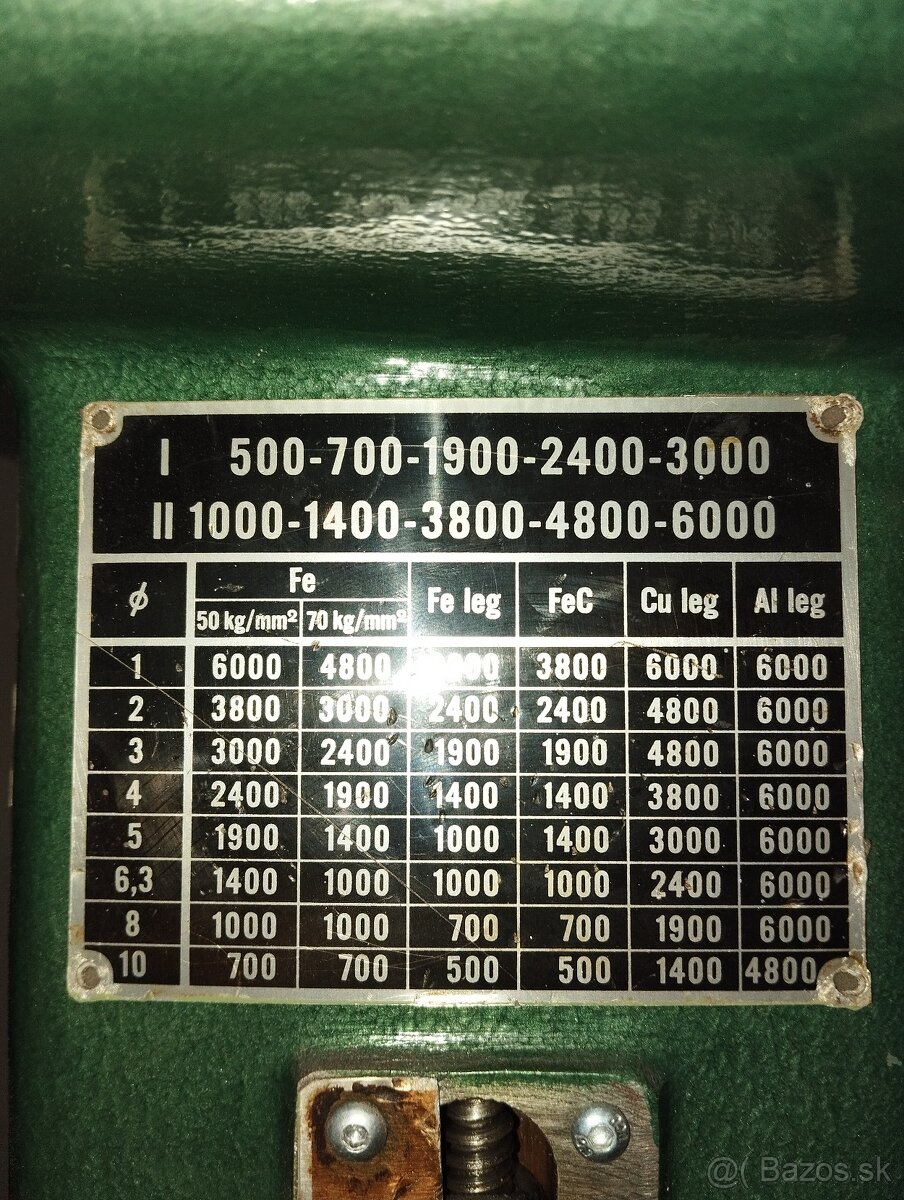 I 500-700-1900-2400-3000
II 1000-1400-3800-4800-6000
ϕ Fe Fe leg FeC Cu leg Al leg
50 kg/mm² 70 kg/mm²
1 6000 4800 3800 6000 6000
2 3800 3000 2400 2400 4800 6000
3 3000 2400 1900 1900 4800 6000
4 2400 1900 1400 1400 3800 6000
5 1900 1400 1000 1400 3000 6000
6,3 1400 1000 1000 1000 2400 6000
8 1000 1000 700 700 1900 6000
10 700 700 500 500 1400 4800
@( Bazos.sk